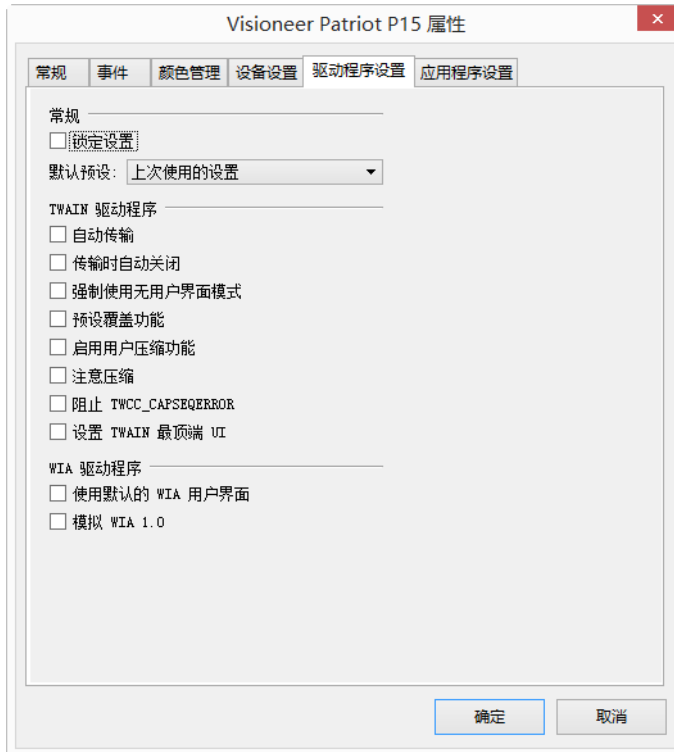 Visioneer Patriot P15 属性
常规 事件 颜色管理 设备设置 驱动程序设置 应用程序设置
常规
锁定设置
默认预设: 上次使用的设置
TWAIN 驱动程序
自动传输
传输时自动关闭
强制使用无用户界面模式
预设覆盖功能
启用用户压缩功能
注意压缩
阻止 TWCC_CAPSEQERROR
设置 TWAIN 最顶端 UI
WIA 驱动程序
使用默认的 WIA 用户界面
模拟 WIA 1.0
确定 取消